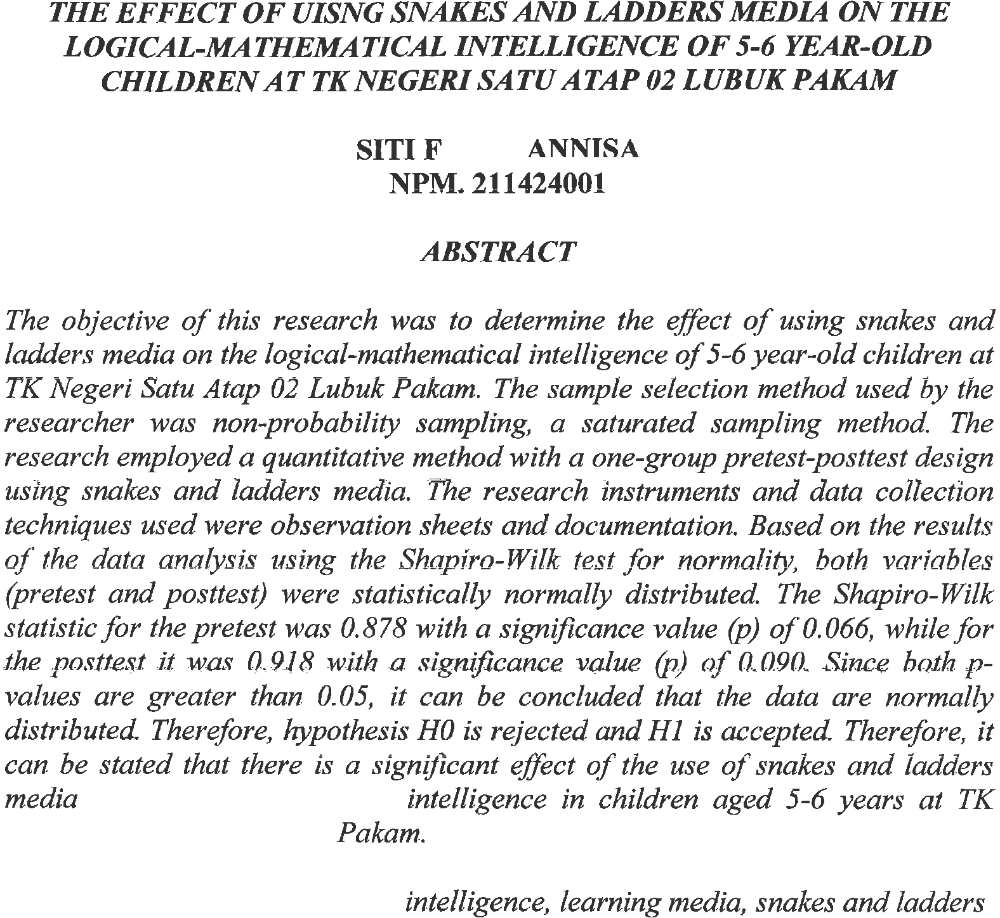 THE EFFECT OF UISNG SNAKES AND LADDERS MEDIA ON THE
LOGICAL-MATHEMATICAL INTELLIGENCE OF 5-6 YEAR-OLD
CHILDREN AT TK NEGERI SATU ATAP 02 LUBUK PAKAM
SITI F ANNISA
NPM. 211424001
ABSTRACT
The objective of this research was to determine the effect of using snakes and
ladders media on the logical-mathematical intelligence of 5-6 year-old children at
TK Negeri Satu Atap 02 Lubuk Pakam. The sample selection method used by the
researcher was non-probability sampling, a saturated sampling method. The
research employed a quantitative method with a one-group pretest-posttest design
using snakes and ladders media. The research instruments and data collection
techniques used were observation sheets and documentation. Based on the results
of the data analysis using the Shapiro-Wilk test for normality, both variables
(pretest and posttest) were statistically normally distributed. The Shapiro-Wilk
statistic for the pretest was 0.878 with a significance value (p) of 0.066, while for
the posttest it was 0.918 with a significance value (p) of 0.090. Since both p-
values are greater than 0.05, it can be concluded that the data are normally
distributed. Therefore, hypothesis H0 is rejected and H1 is accepted. Therefore, it
can be stated that there is a significant effect of the use of snakes and ladders
media intelligence in children aged 5-6 years at TK
Pakam.
intelligence, learning media, snakes and ladders